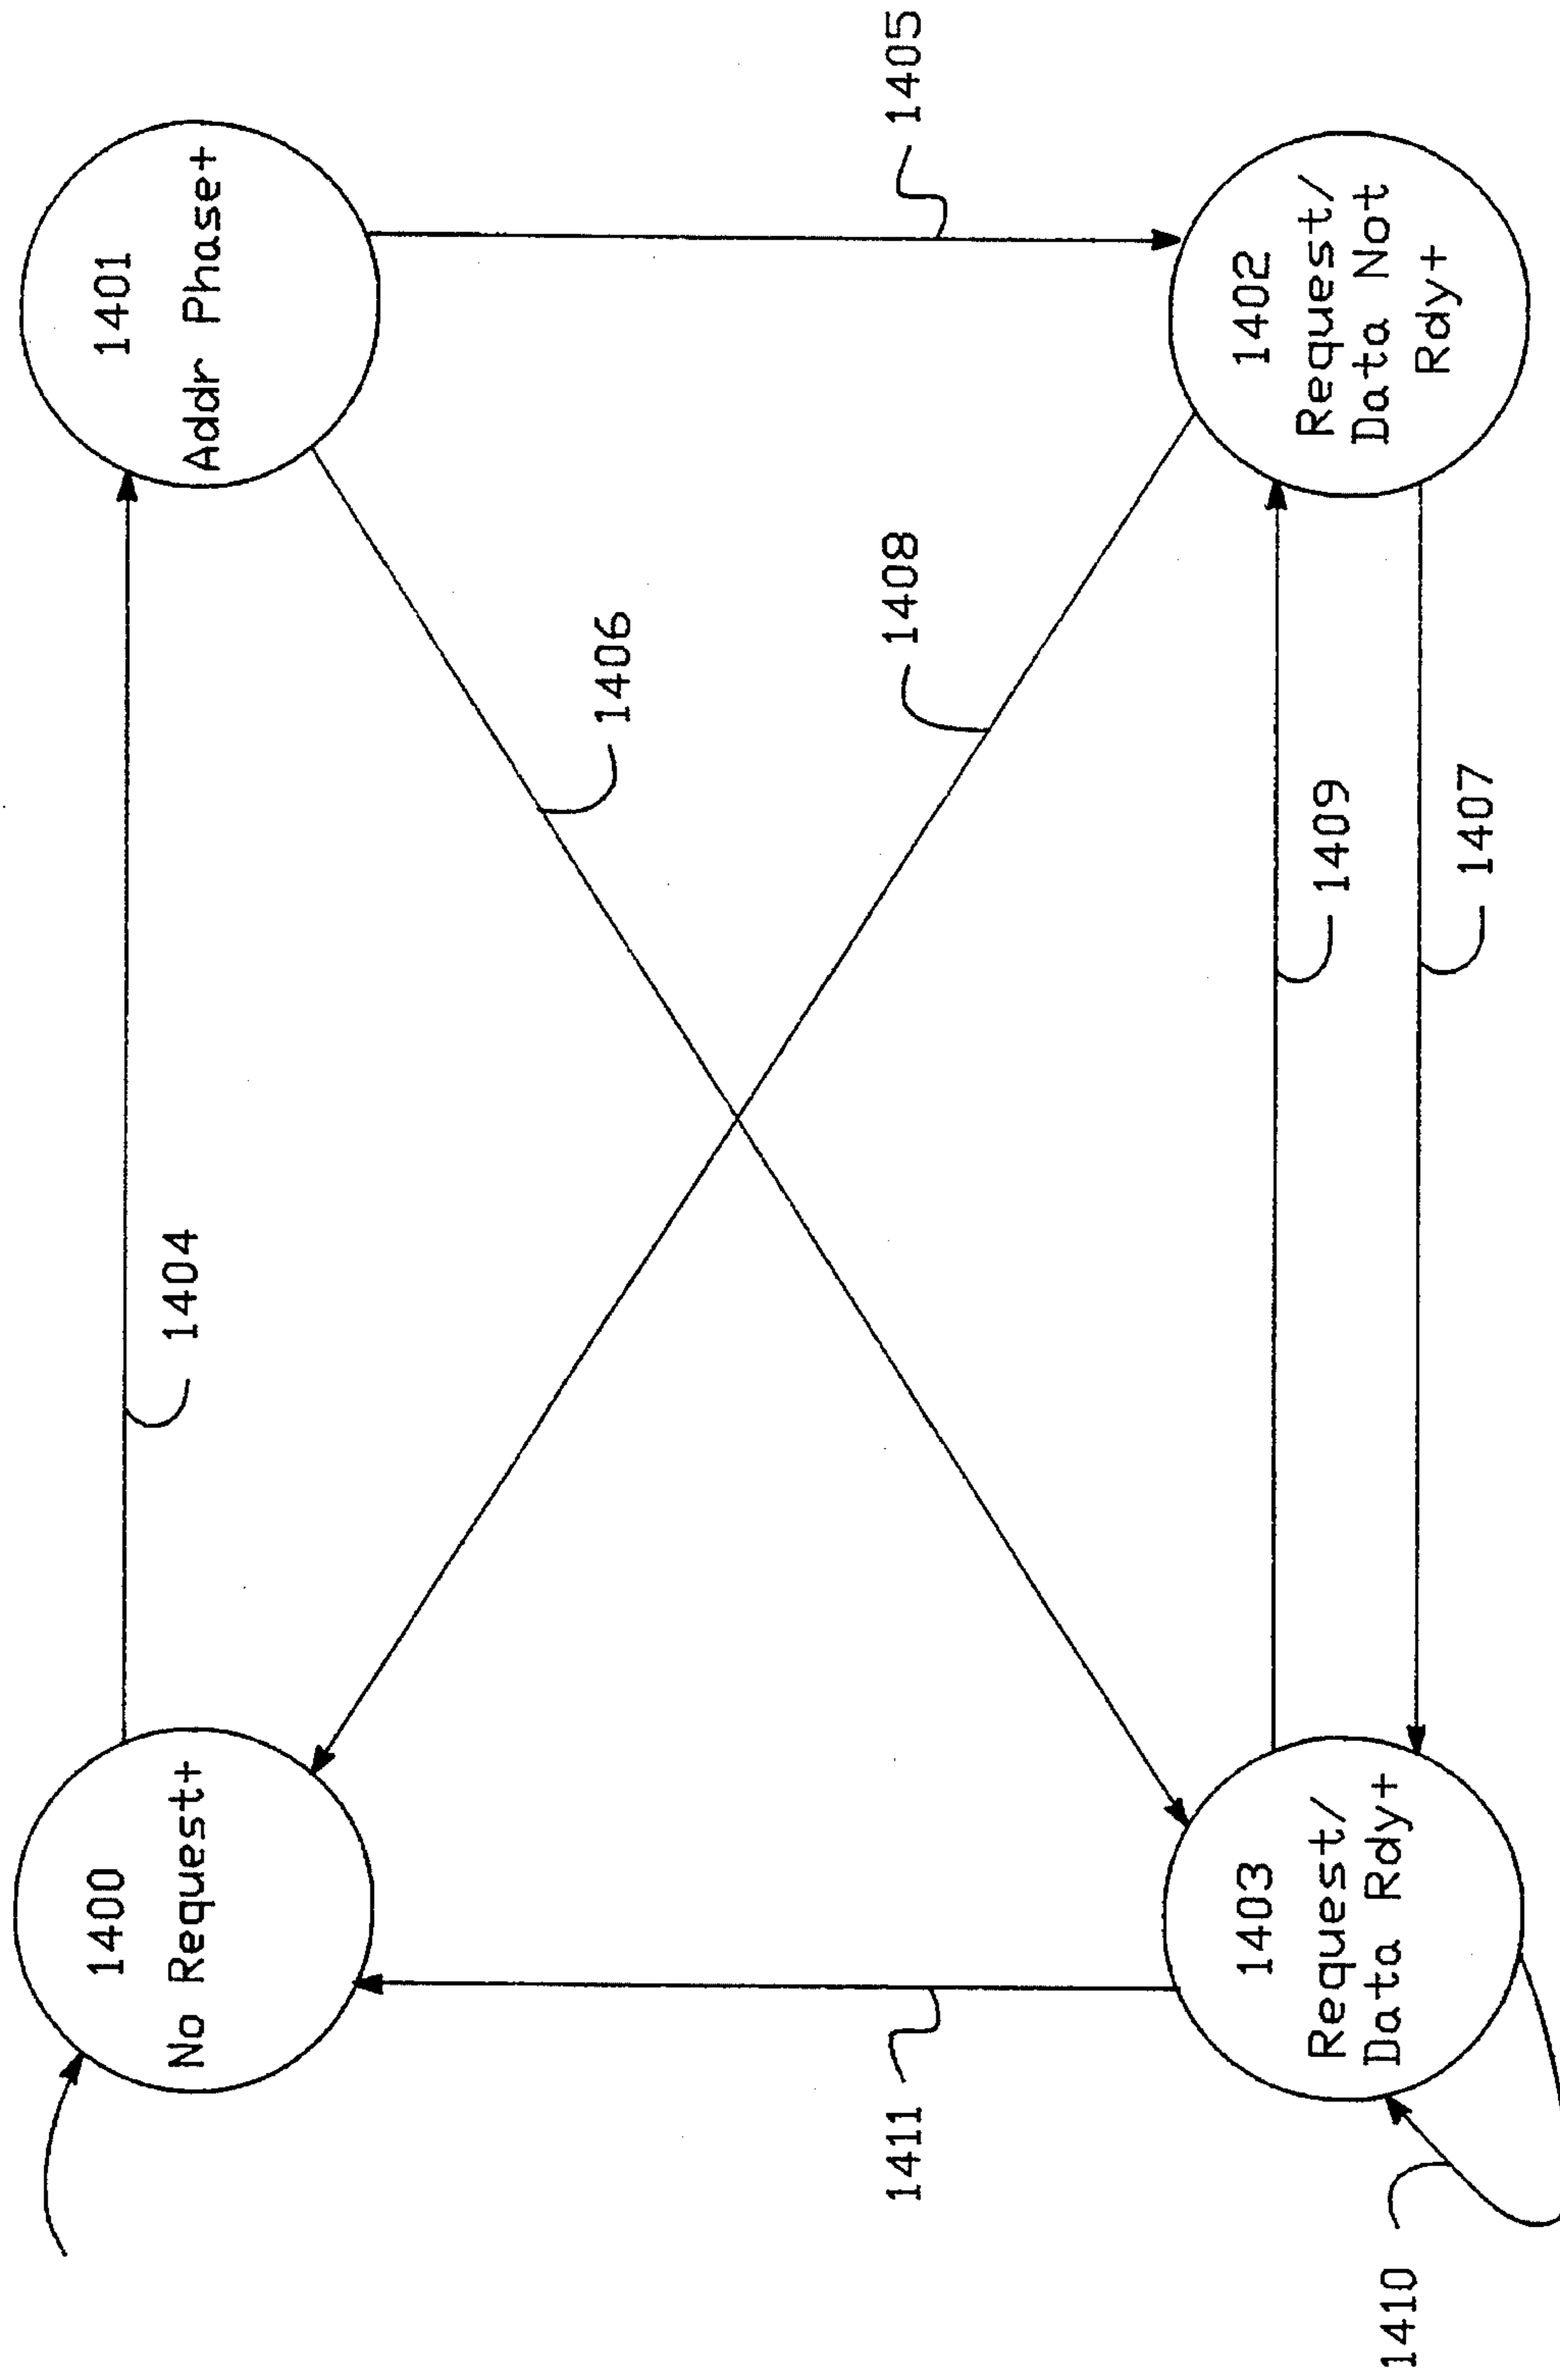 1400
No Request+
1404
1401
Addr Phase+
1411
1406
1408
1405
1410
1403
Request/
Data Rdy+
1409
1407
1402
Request/
Data Not
Rdy+